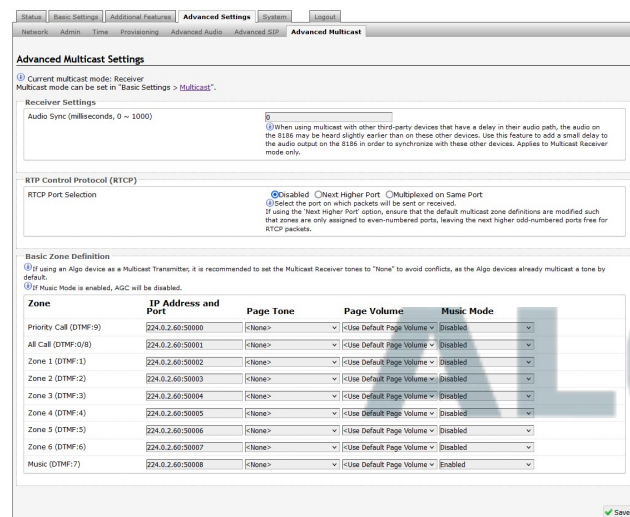 Status Basic Settings Additional Features Advanced Settings System Logout
Network Admin Time Provisioning Advanced Audio Advanced SIP Advanced Multicast
Advanced Multicast Settings
Current multicast mode: Receiver
Multicast mode can be set in "Basic Settings > Multicast".
Receiver Settings
Audio Sync (milliseconds, 0 ~ 1000) 0
When using multicast with other third-party devices that have a delay in their audio path, the audio on
the 8186 may be heard slightly earlier than on these other devices. Use this feature to add a small delay to
the audio output on the 8186 in order to synchronize with these other devices. Applies to Multicast Receiver
mode only.
RTP Control Protocol (RTCP)
RTCP Port Selection Disabled Next Higher Port Multiplexed on Same Port
Select the port on which packets will be sent or received.
If using the 'Next Higher Port' option, ensure that the default multicast zone definitions are modified such
that zones are only assigned to even-numbered ports, leaving the next higher odd-numbered ports free for
RTCP packets.
Basic Zone Definition
If using an Algo device as a Multicast Transmitter, it is recommended to set the Multicast Receiver tones to "None" to avoid conflicts, as the Algo devices already multicast a tone by
default.
If Music Mode is enabled, AGC will be disabled.
Zone IP Address and Port Page Tone Page Volume Music Mode
Priority Call (DTMF:9) 224.0.2.60:50000 <None> <Use Default Page Volume Disabled
All Call (DTMF:0/8) 224.0.2.60:50001 <None> <Use Default Page Volume Disabled
Zone 1 (DTMF:1) 224.0.2.60:50002 <None> <Use Default Page Volume Disabled
Zone 2 (DTMF:2) 224.0.2.60:50003 <None> <Use Default Page Volume Disabled
Zone 3 (DTMF:3) 224.0.2.60:50004 <None> <Use Default Page Volume Disabled
Zone 4 (DTMF:4) 224.0.2.60:50005 <None> <Use Default Page Volume Disabled
Zone 5 (DTMF:5) 224.0.2.60:50006 <None> <Use Default Page Volume Disabled
Zone 6 (DTMF:6) 224.0.2.60:50007 <None> <Use Default Page Volume Disabled
Music (DTMF:7) 224.0.2.60:50008 <None> <Use Default Page Volume Enabled
AL
Save